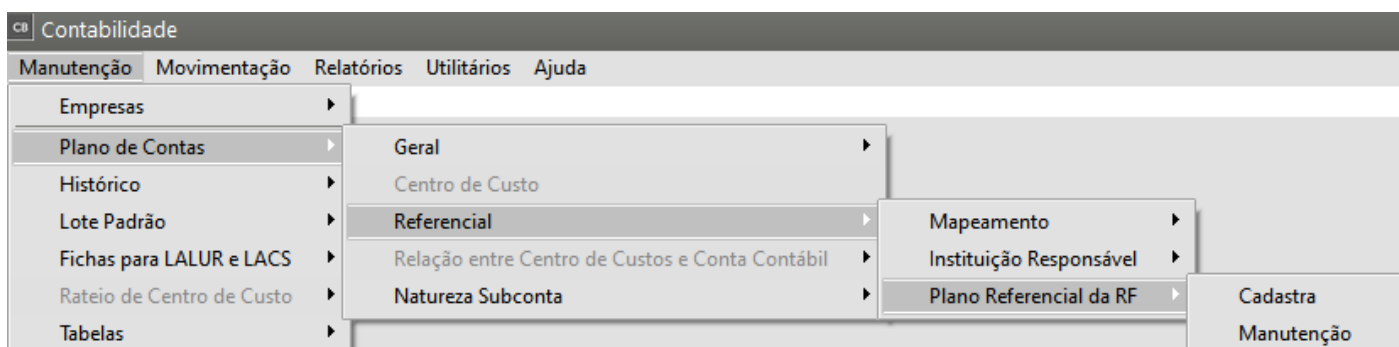 CB Contabilidade
Manutenção Movimentação Relatórios Utilitários Ajuda
Empresas
Plano de Contas Geral
Histórico Centro de Custo
Lote Padrão Referencial Mapeamento
Fichas para LALUR e LACS Relação entre Centro de Custos e Conta Contábil Instituição Responsável
Rateio de Centro de Custo Natureza Subconta Plano Referencial da RF Cadastra
Tabelas Manutenção